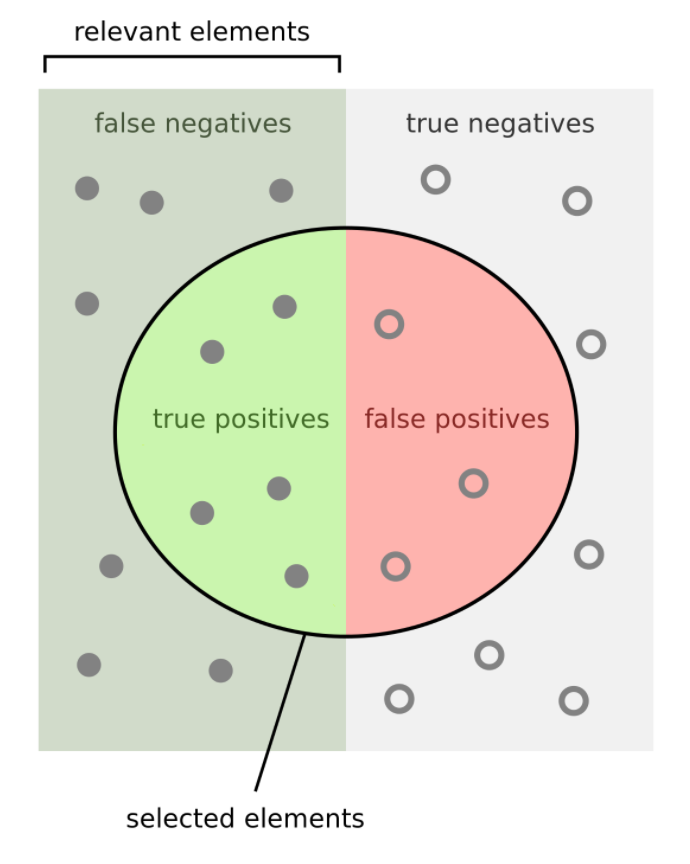 relevant elements
false negatives
true negatives
true positives
false positives
selected elements